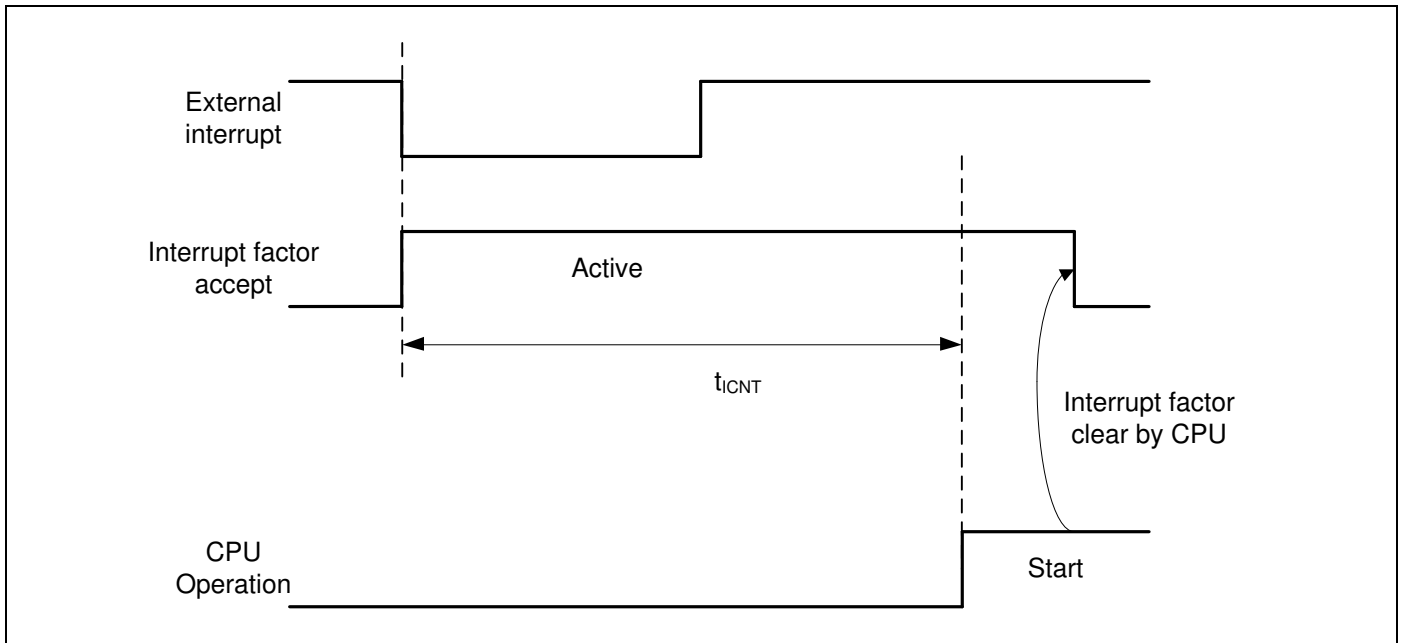 External
interrupt
Interrupt factor
accept
Active
tICNT
Interrupt factor
clear by CPU
CPU
Operation
Start